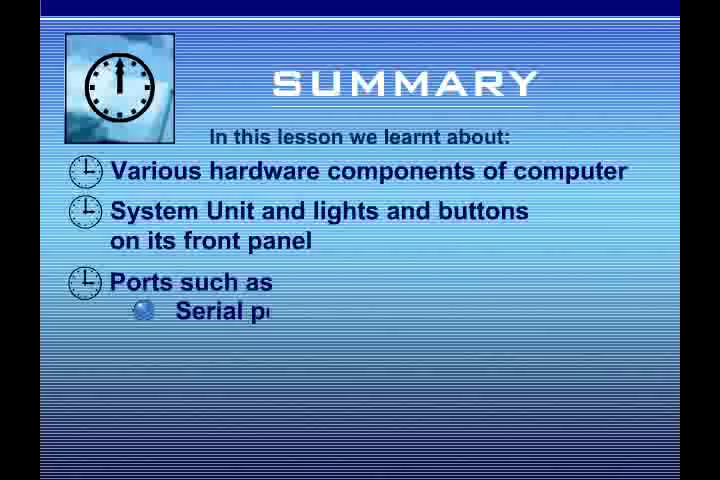 SUMMARY
In this lesson we learnt about:
Various hardware components of computer
System Unit and lights and buttons
on its front panel
Ports such as
Serial p